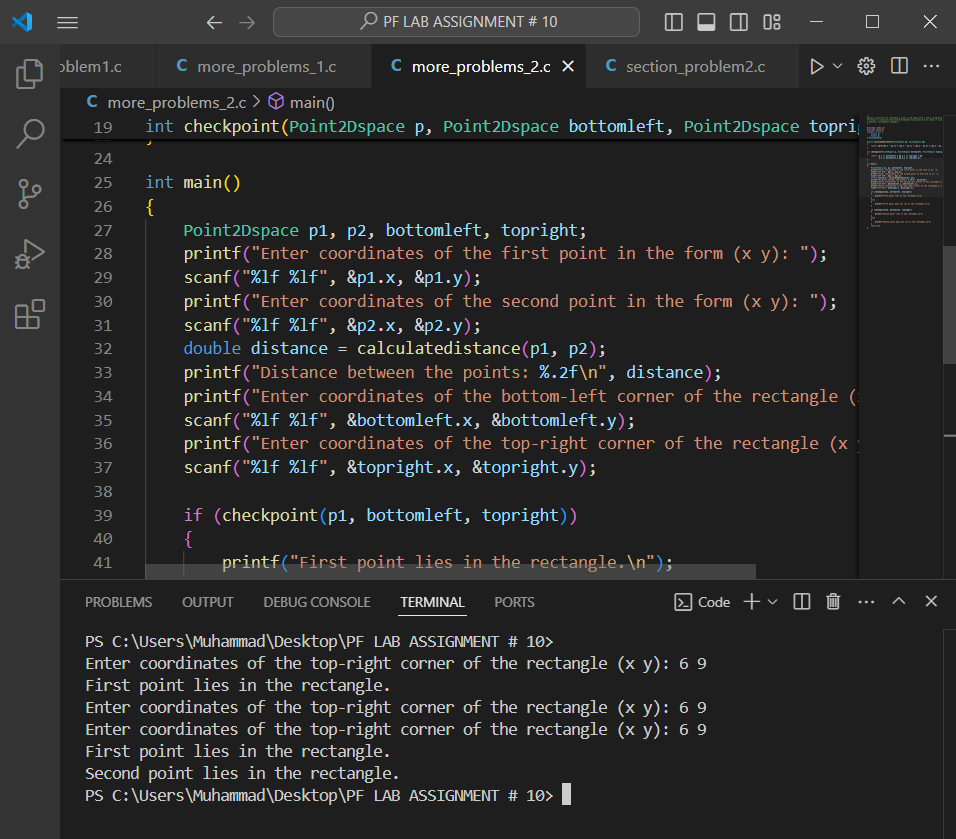 PF LAB ASSIGNMENT # 10
oblem1.c
C more_problems_1.c
C more_problems_2.c
C section_problem2.c
C more_problems_2.c > main()
19 int checkpoint(Point2Dspace p, Point2Dspace bottomleft, Point2Dspace toprig
24
25 int main()
26 {
27 Point2Dspace p1, p2, bottomleft, topright;
28 printf("Enter coordinates of the first point in the form (x y): ");
29 scanf("%lf %lf", &p1.x, &p1.y);
30 printf("Enter coordinates of the second point in the form (x y): ");
31 scanf("%lf %lf", &p2.x, &p2.y);
32 double distance = calculatedistance(p1, p2);
33 printf("Distance between the points: %.2f\n", distance);
34 printf("Enter coordinates of the bottom-left corner of the rectangle (
35 scanf("%lf %lf", &bottomleft.x, &bottomleft.y);
36 printf("Enter coordinates of the top-right corner of the rectangle (x y
37 scanf("%lf %lf", &topright.x, &topright.y);
38
39 if (checkpoint(p1, bottomleft, topright))
40 {
41 printf("First point lies in the rectangle.\n");
PROBLEMS OUTPUT DEBUG CONSOLE TERMINAL PORTS
Code
PS C:\Users\Muhammad\Desktop\PF LAB ASSIGNMENT # 10>
Enter coordinates of the top-right corner of the rectangle (x y): 6 9
First point lies in the rectangle.
Enter coordinates of the top-right corner of the rectangle (x y): 6 9
Enter coordinates of the top-right corner of the rectangle (x y): 6 9
First point lies in the rectangle.
Second point lies in the rectangle.
PS C:\Users\Muhammad\Desktop\PF LAB ASSIGNMENT # 10>